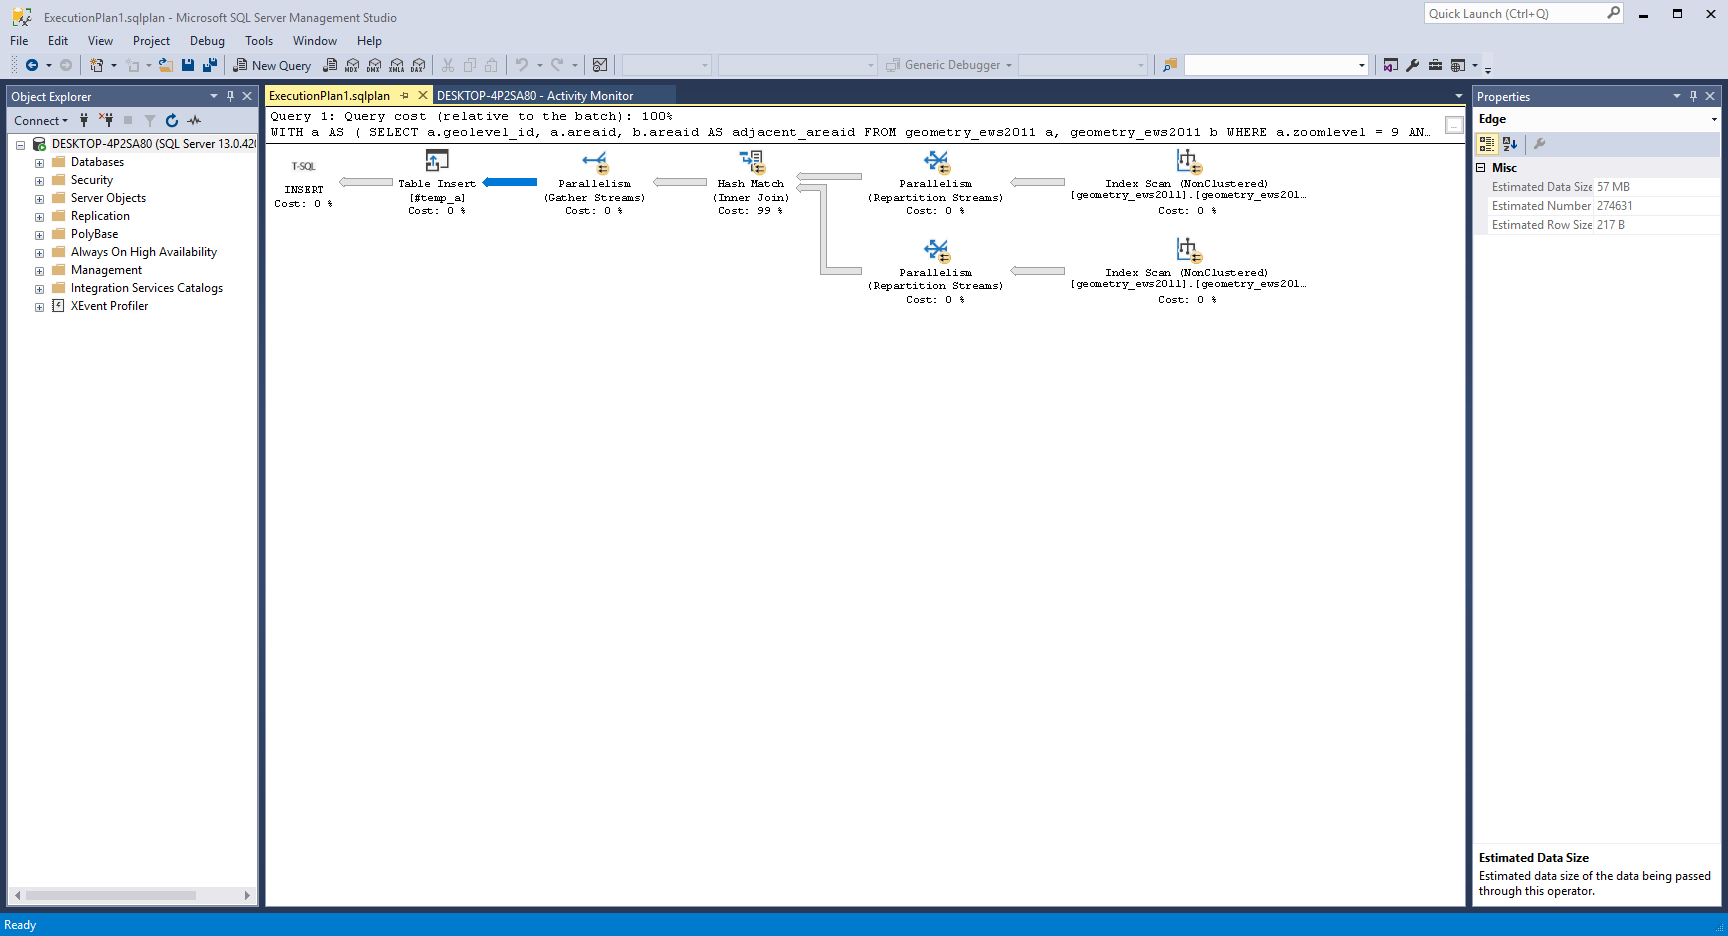 ExecutionPlan1.sqlplan - Microsoft SQL Server Management Studio
Quick Launch (Ctrl+Q)
File Edit View Project Debug Tools Window Help
New Query
MDX DMX XMLA DAX
Generic Debugger
Object Explorer
Connect
DESKTOP-4P2SA80 (SQL Server 13.0.420
Databases
Security
Server Objects
Replication
PolyBase
Always On High Availability
Management
Integration Services Catalogs
XEvent Profiler
ExecutionPlan1.sqlplan
DESKTOP-4P2SA80 - Activity Monitor
Query 1: Query cost (relative to the batch): 100%
WITH a AS ( SELECT a.geolevel_id, a.areaid, b.areaid AS adjacent_areaid FROM geometry_ews2011 a, geometry_ews2011 b WHERE a.zoomlevel = 9 AN...
T-SQL
INSERT
Cost: 0 %
Table Insert
[#temp_a]
Cost: 0 %
Parallelism
(Gather Streams)
Cost: 0 %
Hash Match
(Inner Join)
Cost: 99 %
Parallelism
(Repartition Streams)
Cost: 0 %
Index Scan (NonClustered)
[geometry_ews2011].[geometry_ews201...
Cost: 0 %
Parallelism
(Repartition Streams)
Cost: 0 %
Index Scan (NonClustered)
[geometry_ews2011].[geometry_ews201...
Cost: 0 %
Properties
Edge
Misc
Estimated Data Size 57 MB
Estimated Number 274631
Estimated Row Size 217 B
Estimated Data Size
Estimated data size of the data being passed
through this operator.
Ready